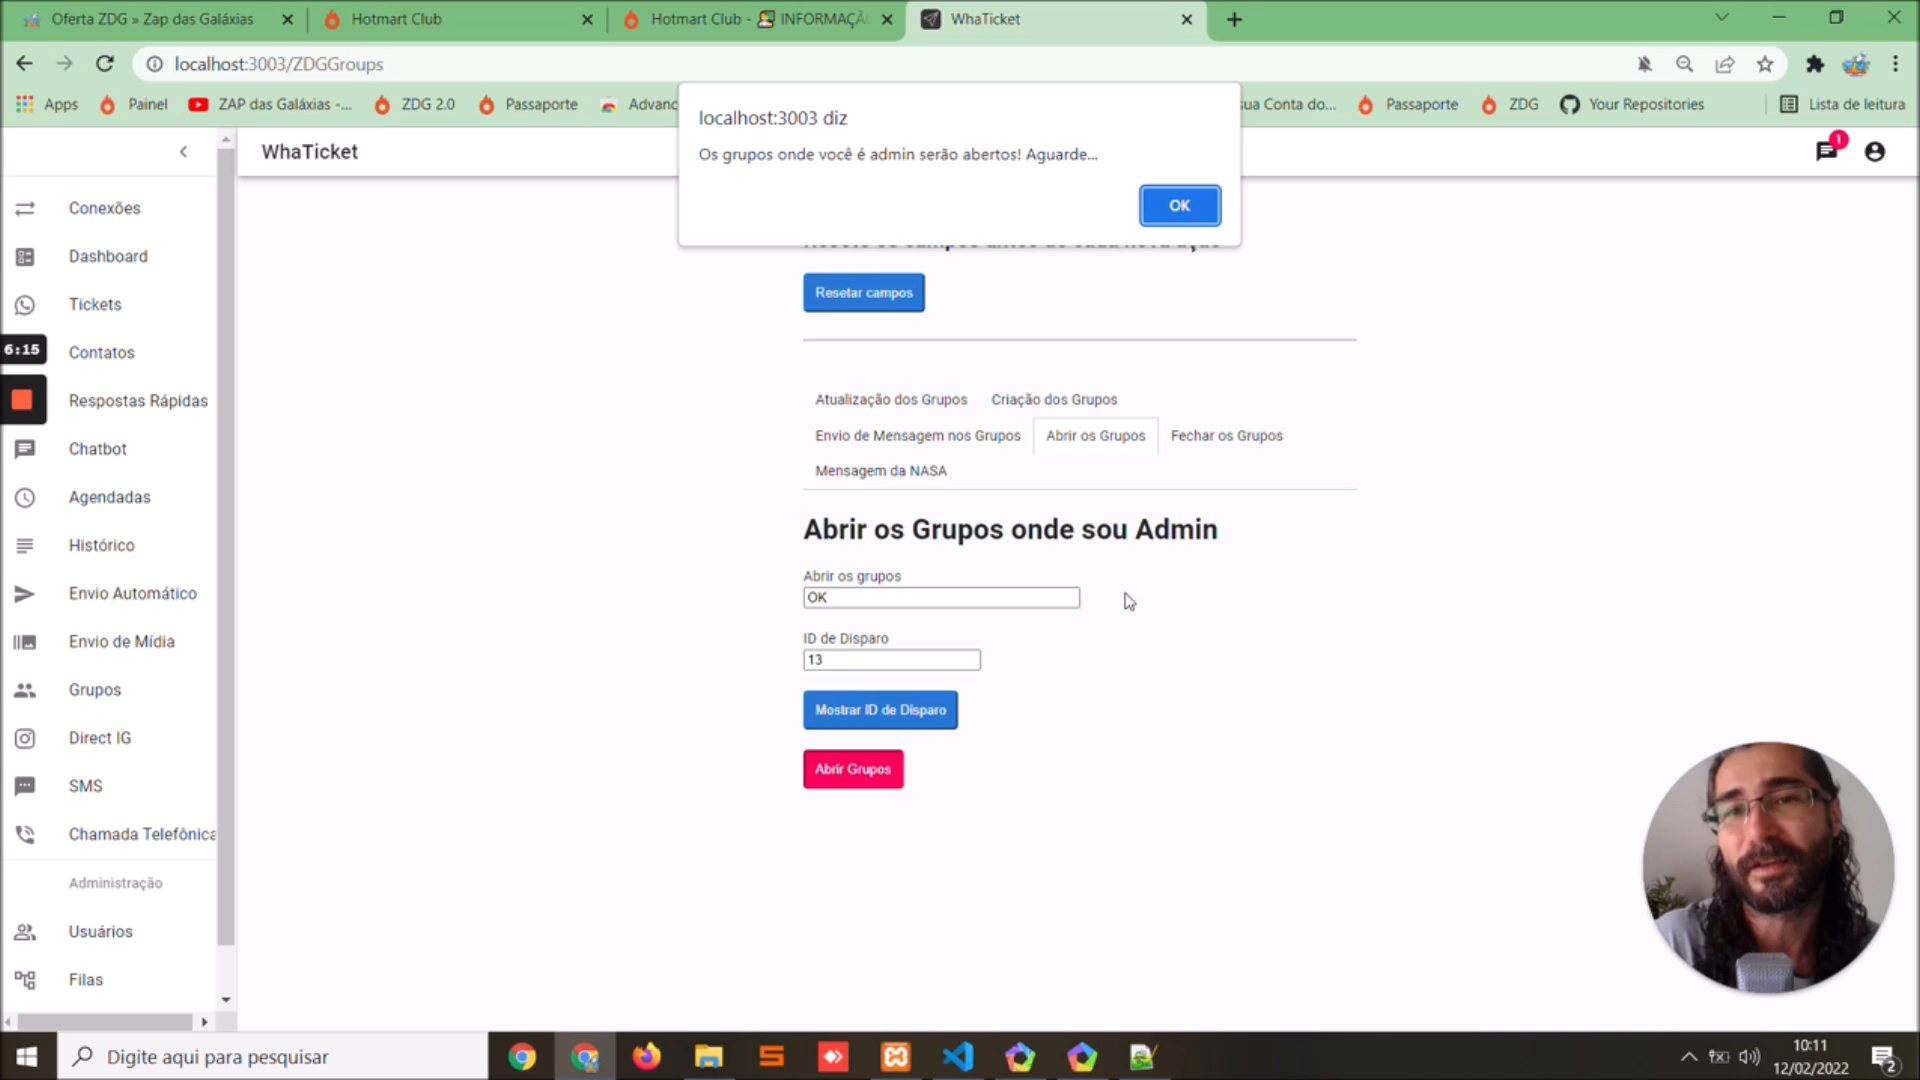 Oferta ZDG » Zap das Galáxias
Hotmart Club
Hotmart Club - INFORMAÇÃ
WhaTicket
localhost:3003/ZDGGroups
Apps
Painel
ZAP das Galáxias -...
ZDG 2.0
Passaporte
Advanc
sua Conta do...
Passaporte
ZDG
Your Repositories
Lista de leitura
localhost:3003 diz
Os grupos onde você é admin serão abertos! Aguarde...
OK
WhaTicket
1
Conexões
Dashboard
Tickets
6:15
Contatos
Respostas Rápidas
Chatbot
Agendadas
Histórico
Envio Automático
Envio de Mídia
Grupos
Direct IG
SMS
Chamada Telefônica
Administração
Usuários
Filas
Resetar campos
Atualização dos Grupos
Criação dos Grupos
Envio de Mensagem nos Grupos
Abrir os Grupos
Fechar os Grupos
Mensagem da NASA
Abrir os Grupos onde sou Admin
Abrir os grupos
OK
ID de Disparo
13
Mostrar ID de Disparo
Abrir Grupos
Digite aqui para pesquisar
10:11
12/02/2022
2